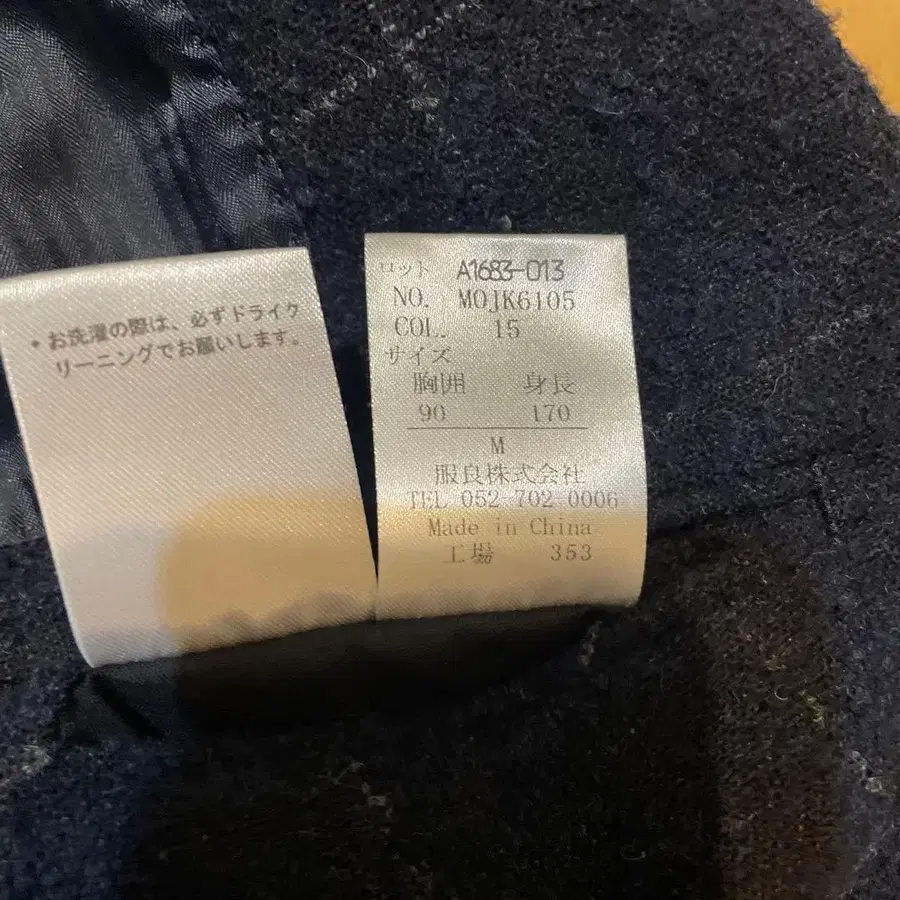 ・お洗濯の際は、必ずドライク
リーニングでお願いします。
ロット A1683-013
NO. MOJK6105
COL. 15
サイズ
胸囲 身長
90 170
M
服良株式会社
TEL 052-702-0006
Made in China
工場 353